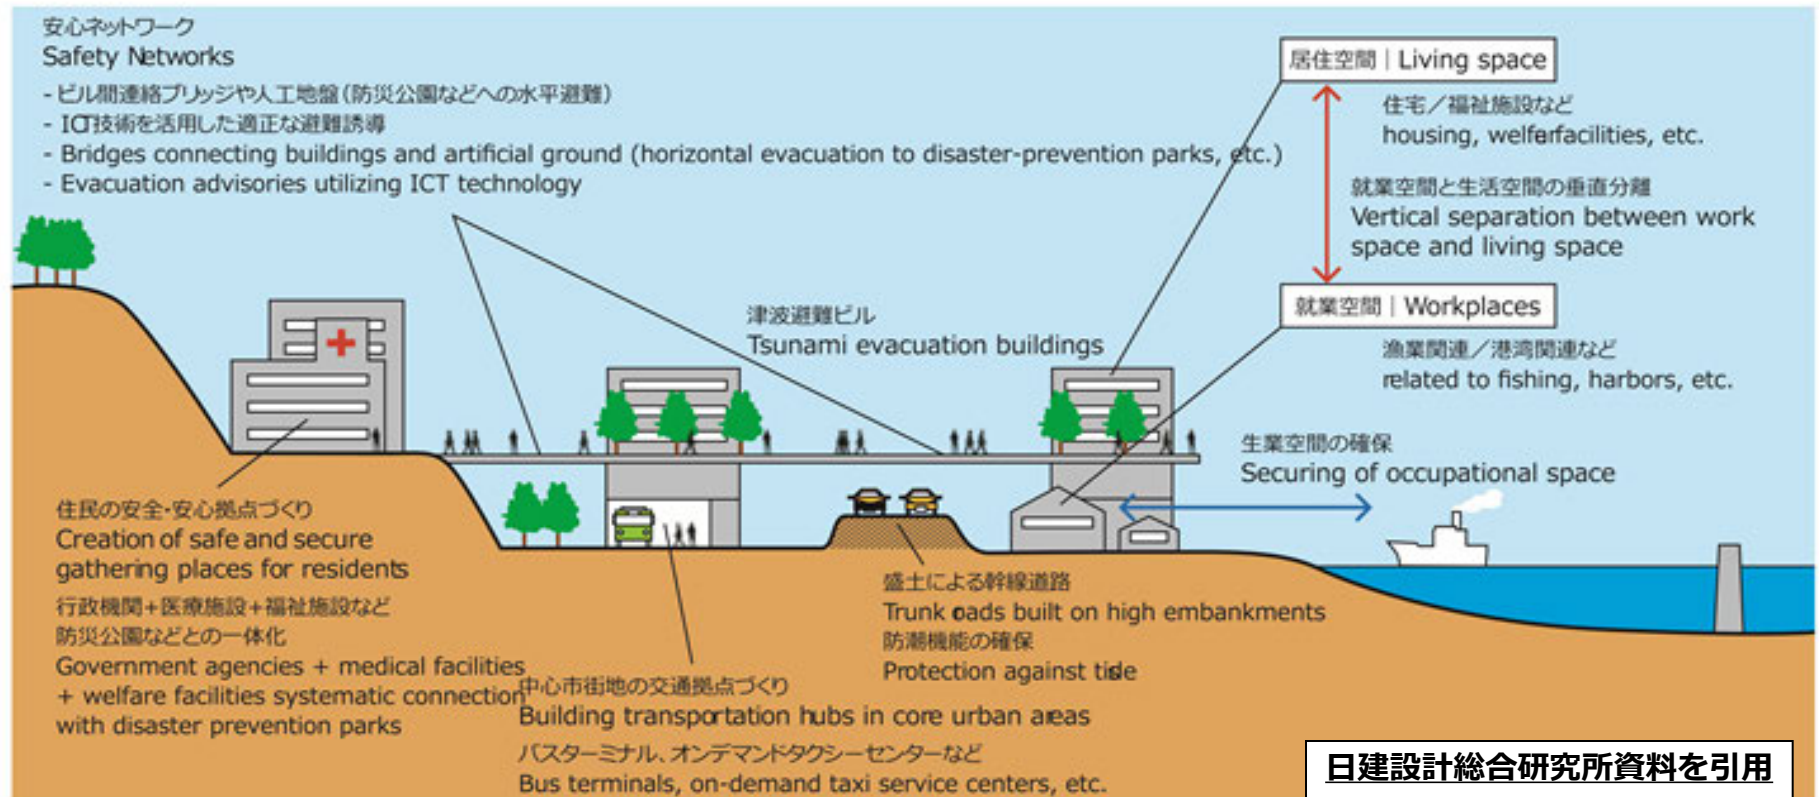 安心ネットワーク
Safety Networks
- ビル間連絡ブリッジや人工地盤（防災公園などへの水平避難）
- ICT技術を活用した適正な避難誘導
- Bridges connecting buildings and artificial ground (horizontal evacuation to disaster-prevention parks, etc.)
- Evacuation advisories utilizing ICT technology
居住空間｜Living space
住宅／福祉施設など
housing, welferfacilities, etc.
就業空間と生活空間の垂直分離
Vertical separation between work
space and living space
就業空間｜Workplaces
漁業関連／港湾関連など
related to fishing, harbors, etc.
津波避難ビル
Tsunami evacuation buildings
生業空間の確保
Securing of occupational space
住民の安全・安心拠点づくり
Creation of safe and secure
gathering places for residents
行政機関+医療施設+福祉施設など
防災公園などとの一体化
Government agencies + medical facilities
+ welfare facilities systematic connection
with disaster prevention parks
中心市街地の交通拠点づくり
Building transportation hubs in core urban areas
バスターミナル、オンデマンドタクシーセンターなど
Bus terminals, on-demand taxi service centers, etc.
盛土による幹線道路
Trunk roads built on high embankments
防潮機能の確保
Protection against tide
日建設計総合研究所資料を引用